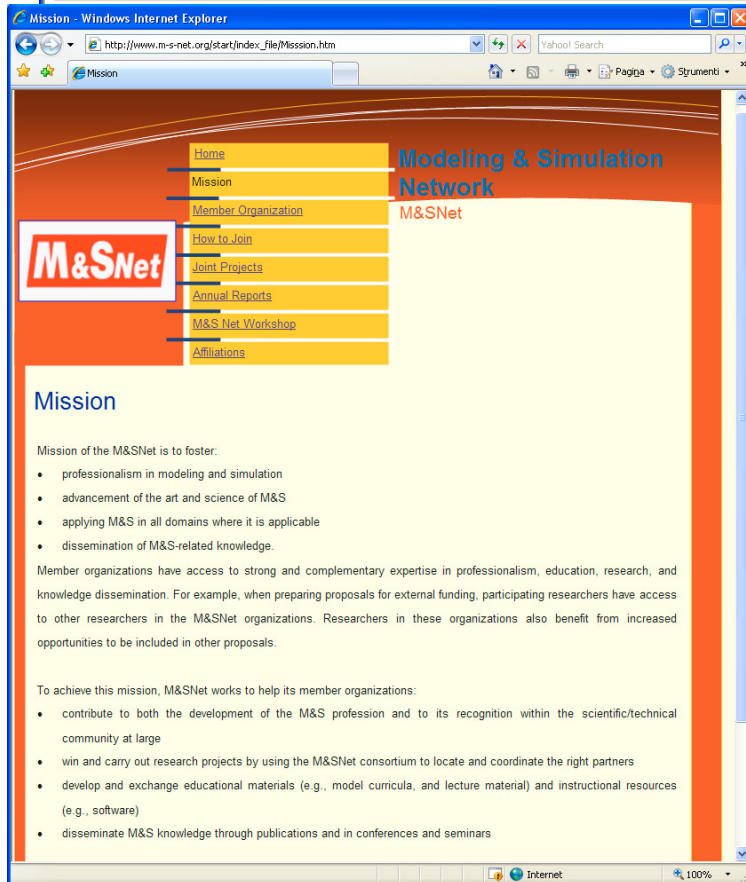 Mission - Windows Internet Explorer
http://www.m-s-net.org/start/index_file/Misssion.htm
Yahoo! Search
Mission
Pagina
Strumenti
»
Home
Mission
Member Organization
How to Join
Joint Projects
Annual Reports
M&S Net Workshop
Affiliations
Modeling & Simulation
Network
M&SNet
M&SNet
Mission
Mission of the M&SNet is to foster:
• professionalism in modeling and simulation
• advancement of the art and science of M&S
• applying M&S in all domains where it is applicable
• dissemination of M&S-related knowledge.
Member organizations have access to strong and complementary expertise in professionalism, education, research, and
knowledge dissemination. For example, when preparing proposals for external funding, participating researchers have access
to other researchers in the M&SNet organizations. Researchers in these organizations also benefit from increased
opportunities to be included in other proposals.
To achieve this mission, M&SNet works to help its member organizations:
• contribute to both the development of the M&S profession and to its recognition within the scientific/technical
community at large
• win and carry out research projects by using the M&SNet consortium to locate and coordinate the right partners
• develop and exchange educational materials (e.g., model curricula, and lecture material) and instructional resources
(e.g., software)
• disseminate M&S knowledge through publications and in conferences and seminars
Internet
100%